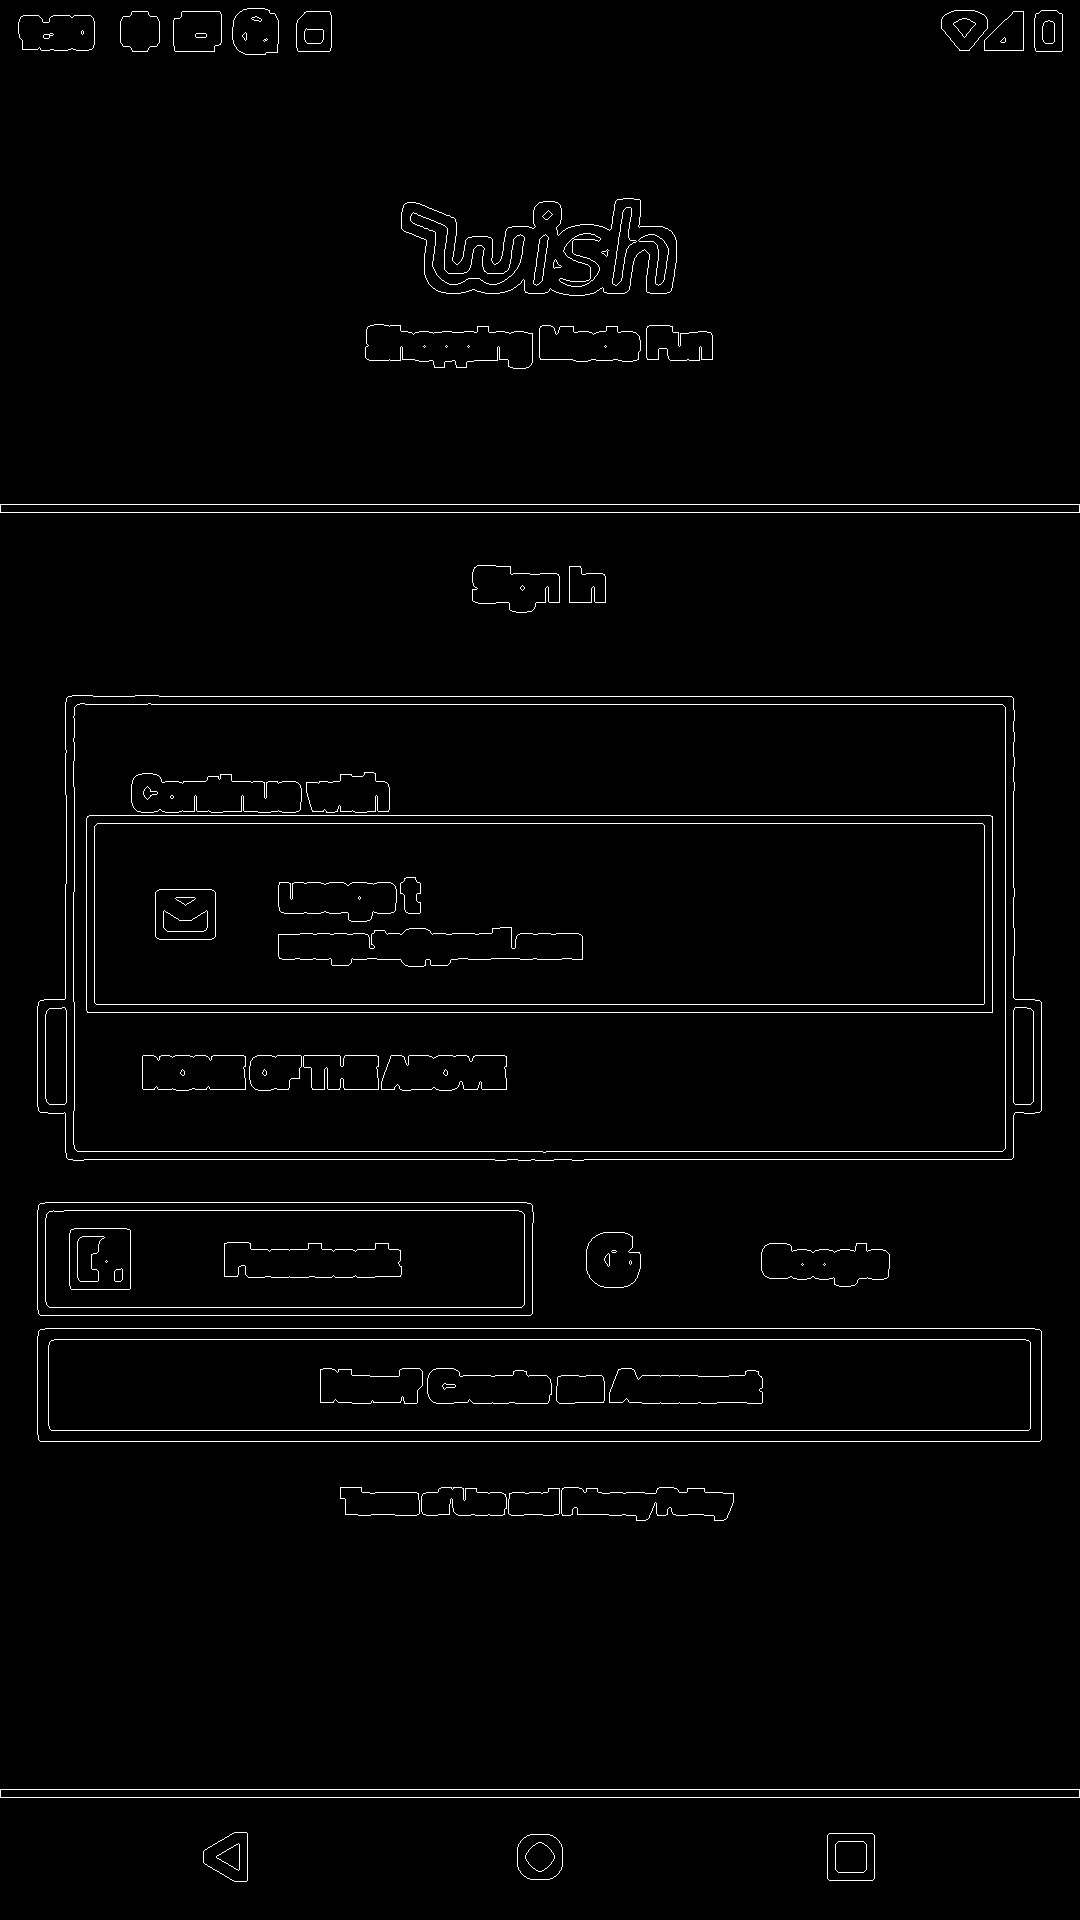 wish
Shopping Made Fun
Sign In
Continue with
NONE OF THE ABOVE
Facebook
Google
New? Create an Account
Terms of Use and Privacy Policy